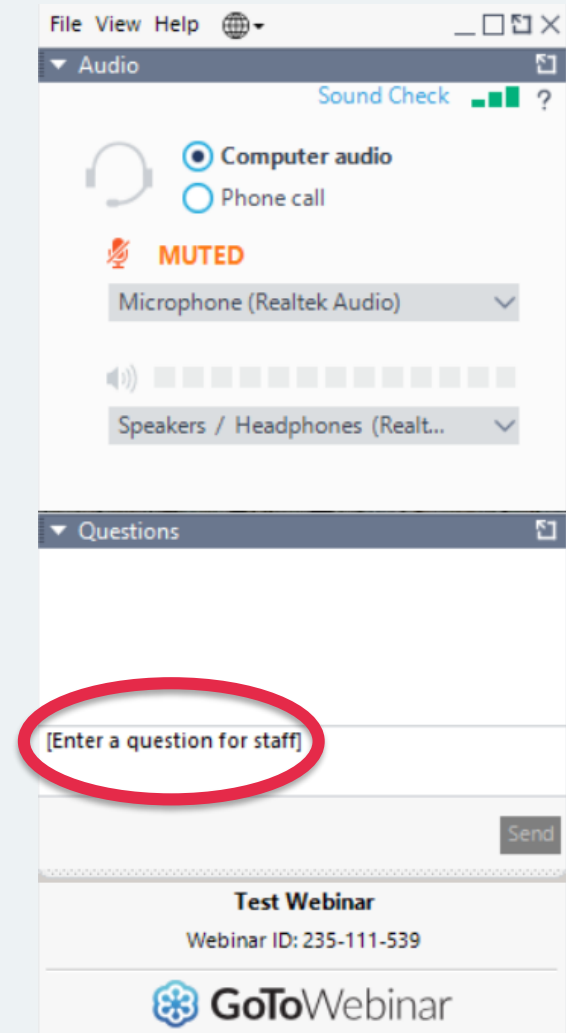 File View Help
Audio
Sound Check ?
Computer audio
Phone call
MUTED
Microphone (Realtek Audio)
Speakers / Headphones (Realt...
Questions
[Enter a question for staff]
Send
Test Webinar
Webinar ID: 235-111-539
GoToWebinar